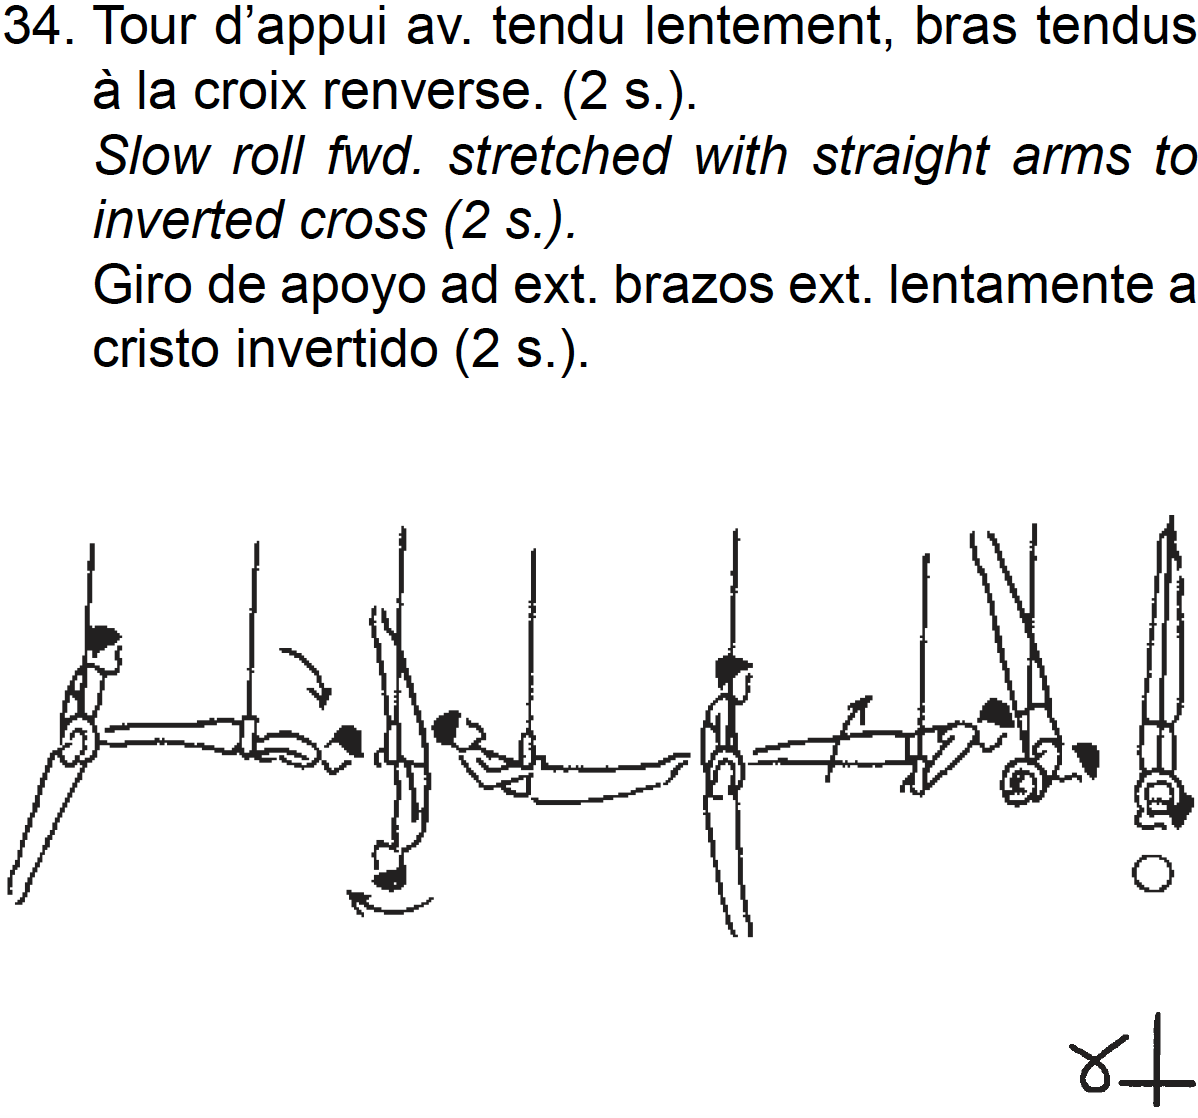 34. Tour d’appui av. tendu lentement, bras tendus
à la croix renverse. (2 s.).
Slow roll fwd. stretched with straight arms to
inverted cross (2 s.).
Giro de apoyo ad ext. brazos ext. lentamente a
cristo invertido (2 s.).